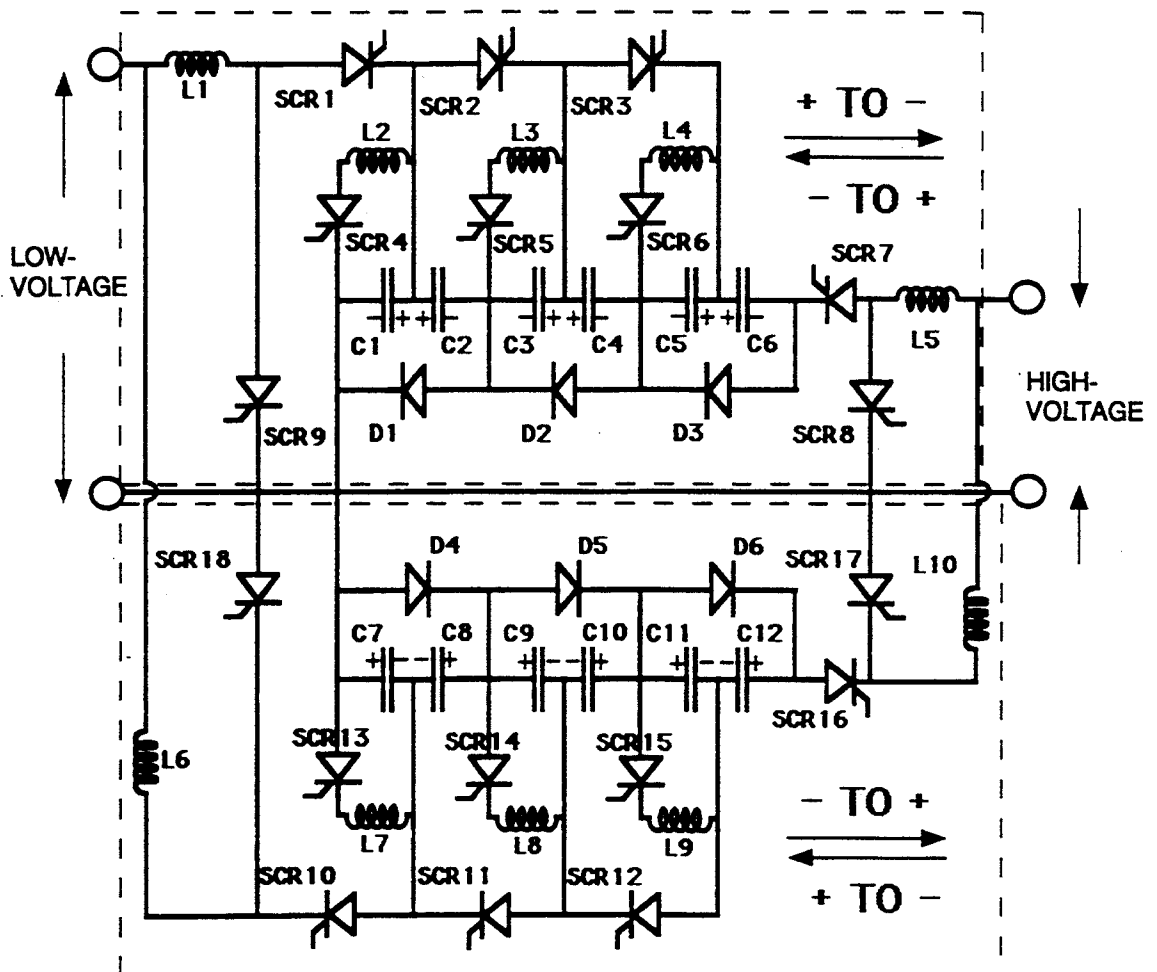 L1
SCR1
SCR2
SCR3
+ TO -
L2
L3
L4
- TO +
SCR4
SCR5
SCR6
SCR7
LOW-
VOLTAGE
- + -
- + -
- + -
C1
C2
C3
C4
C5
C6
L5
HIGH-
VOLTAGE
D1
D2
D3
SCR8
SCR9
D4
D5
D6
SCR17
L10
SCR18
C7
C8
C9
C10
C11
C12
+ - - +
+ - - +
+ - - +
SCR16
SCR13
SCR14
SCR15
L6
L7
L8
L9
- TO +
SCR10
SCR11
SCR12
+ TO -